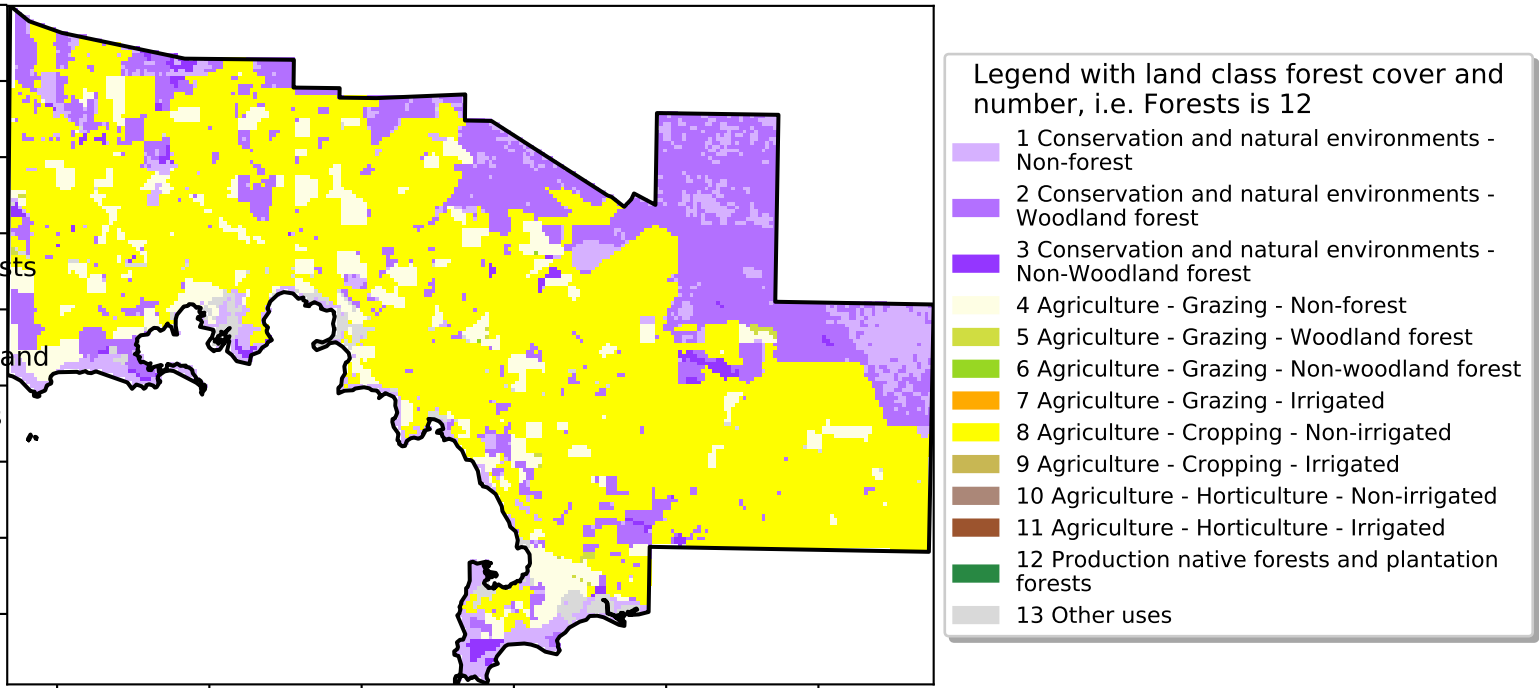 sts
and
Legend with land class forest cover and
number, i.e. Forests is 12
1 Conservation and natural environments -
Non-forest
2 Conservation and natural environments -
Woodland forest
3 Conservation and natural environments -
Non-Woodland forest
4 Agriculture - Grazing - Non-forest
5 Agriculture - Grazing - Woodland forest
6 Agriculture - Grazing - Non-woodland forest
7 Agriculture - Grazing - Irrigated
8 Agriculture - Cropping - Non-irrigated
9 Agriculture - Cropping - Irrigated
10 Agriculture - Horticulture - Non-irrigated
11 Agriculture - Horticulture - Irrigated
12 Production native forests and plantation
forests
13 Other uses